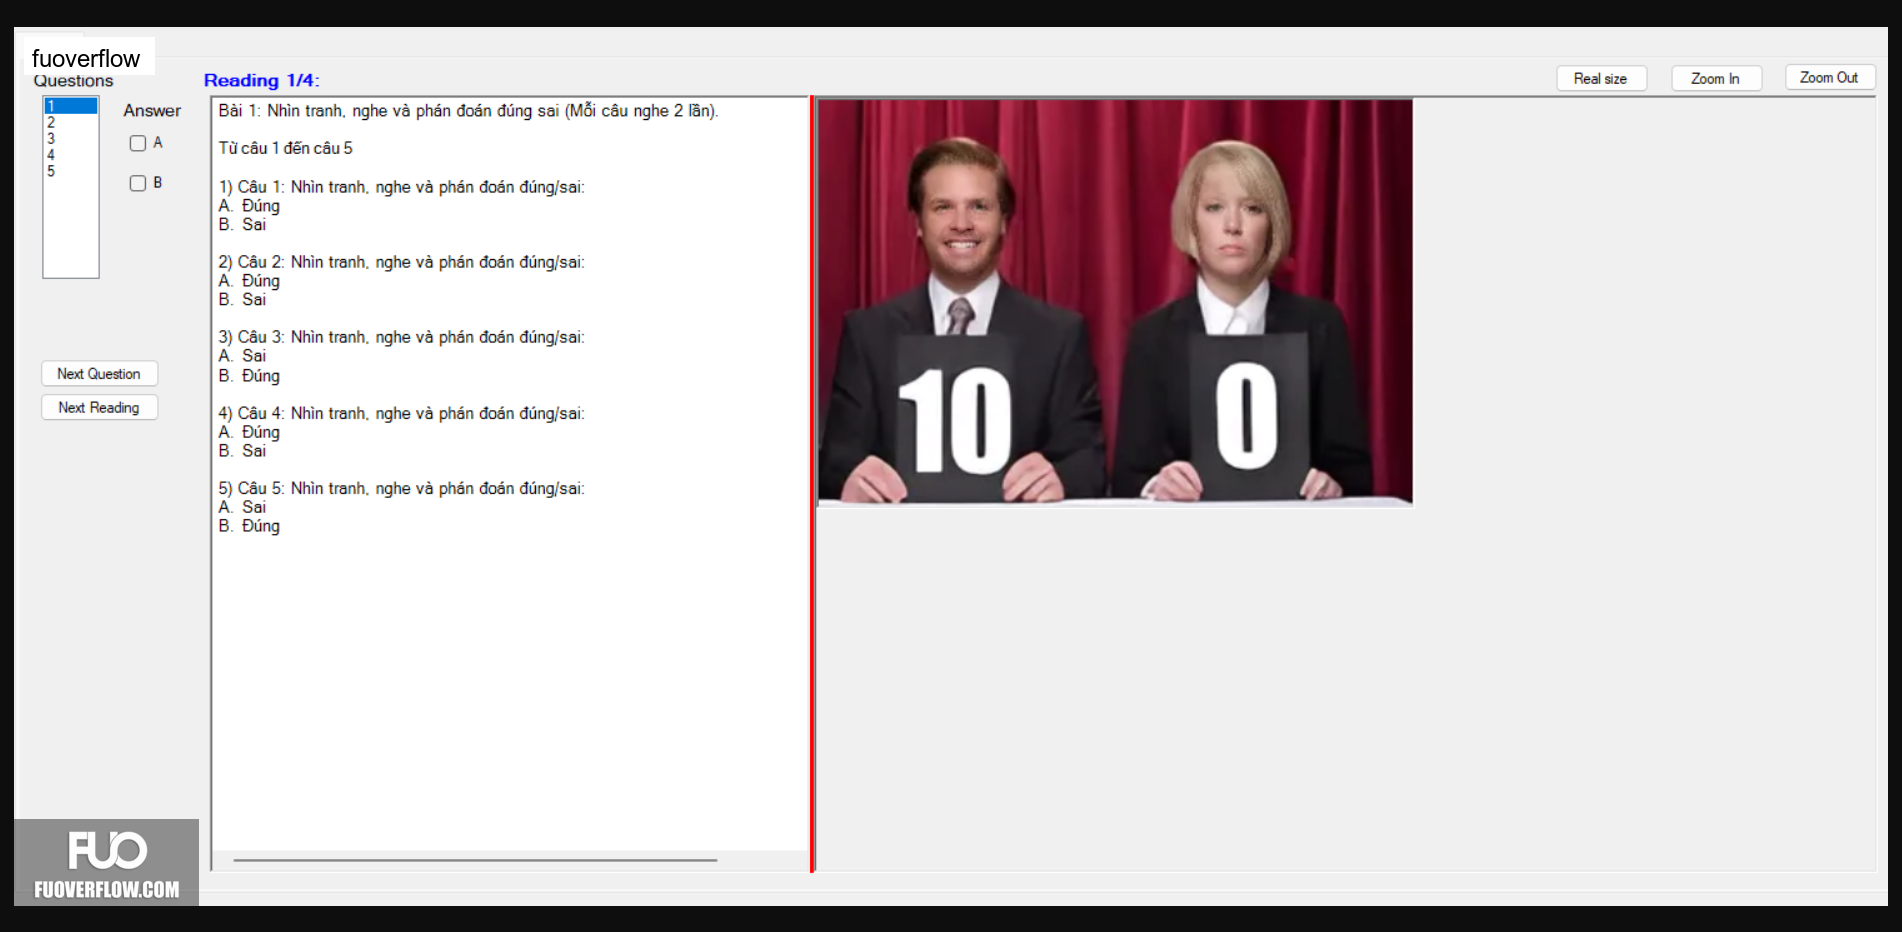 fuoverflow
Questions
Reading 1/4:
Real size
Zoom In
Zoom Out
1
2
3
4
5
Answer
A
B
Next Question
Next Reading
Bài 1: Nhìn tranh, nghe và phán đoán đúng sai (Mỗi câu nghe 2 lần).
Từ câu 1 đến câu 5
1) Câu 1: Nhìn tranh, nghe và phán đoán đúng/sai:
A. Đúng
B. Sai
2) Câu 2: Nhìn tranh, nghe và phán đoán đúng/sai:
A. Đúng
B. Sai
3) Câu 3: Nhìn tranh, nghe và phán đoán đúng/sai:
A. Sai
B. Đúng
4) Câu 4: Nhìn tranh, nghe và phán đoán đúng/sai:
A. Đúng
B. Sai
5) Câu 5: Nhìn tranh, nghe và phán đoán đúng/sai:
A. Sai
B. Đúng
10
0
FUO
FUOVERFLOW.COM